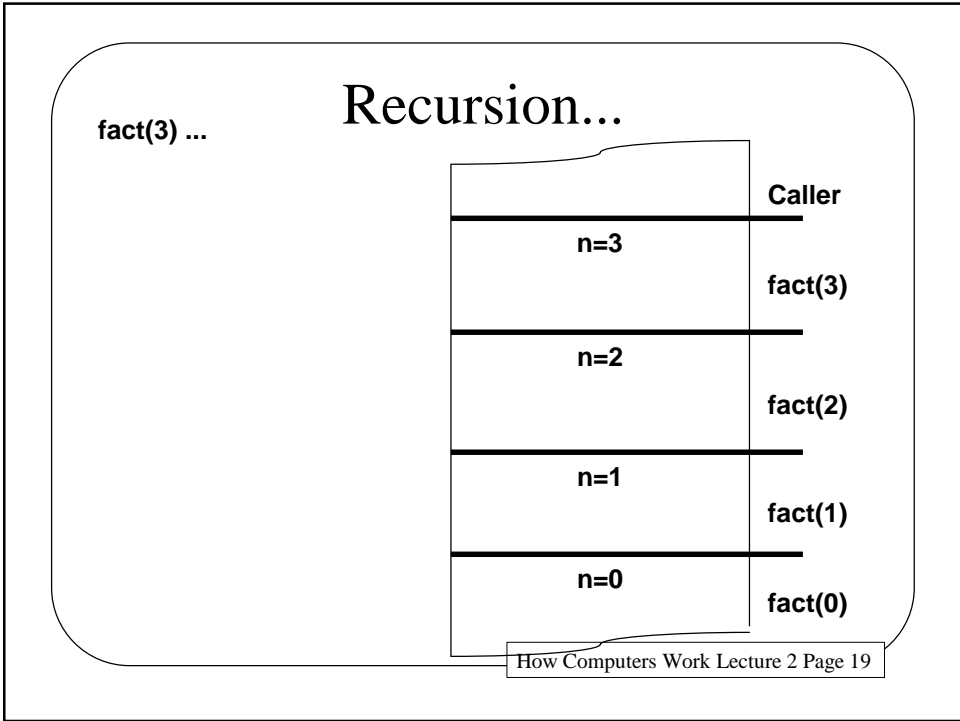 Recursion...
fact(3) ...
Caller
n=3
fact(3)
n=2
fact(2)
n=1
fact(1)
n=0
fact(0)
How Computers Work Lecture 2 Page 19